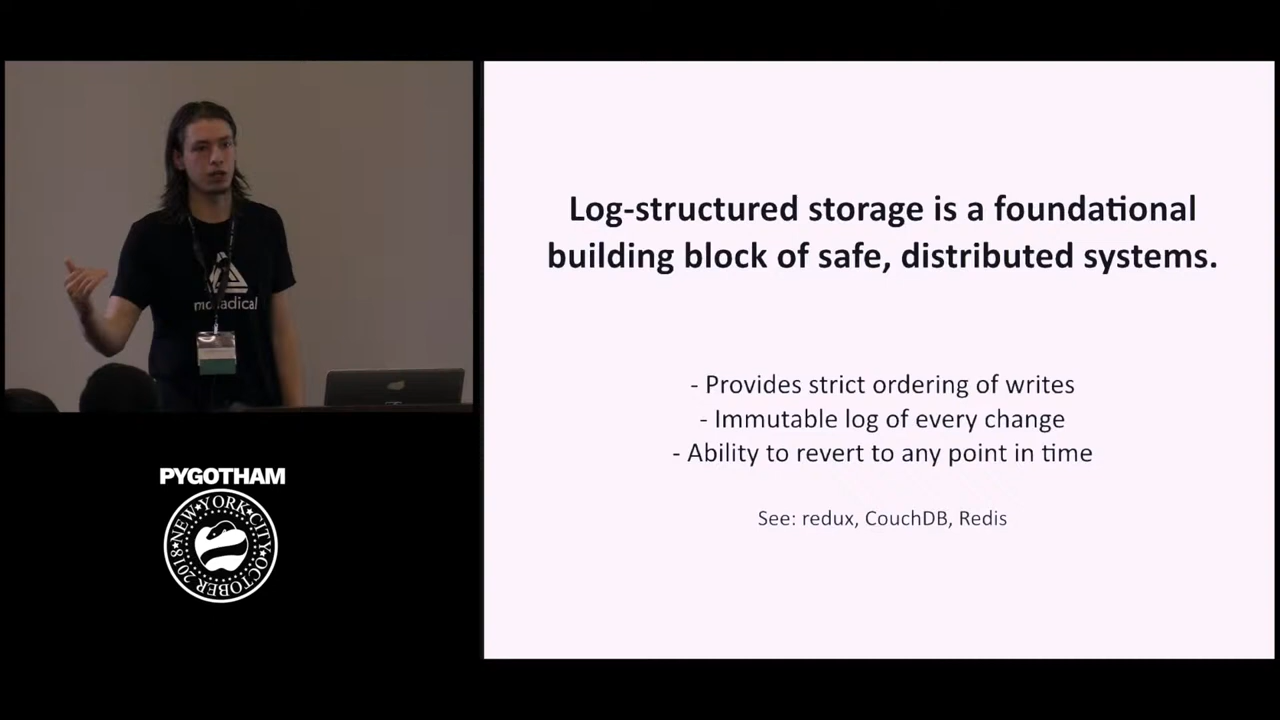 Log-structured storage is a foundational
building block of safe, distributed systems.
- Provides strict ordering of writes
- Immutable log of every change
- Ability to revert to any point in time
See: redux, CouchDB, Redis
PYGOTHAM
NEW★YORK★CITY★OCTOBER 2018★